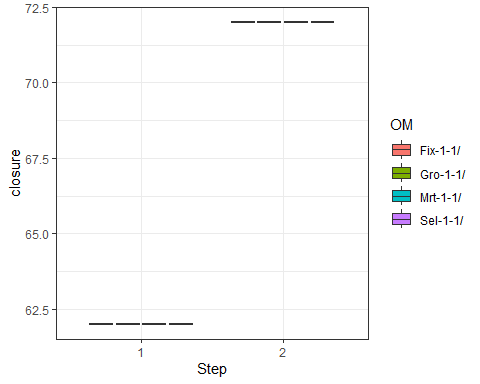 72.5
70.0
67.5
65.0
62.5
closure
1
2
Step
OM
Fix-1-1/
Gro-1-1/
Mrt-1-1/
Sel-1-1/